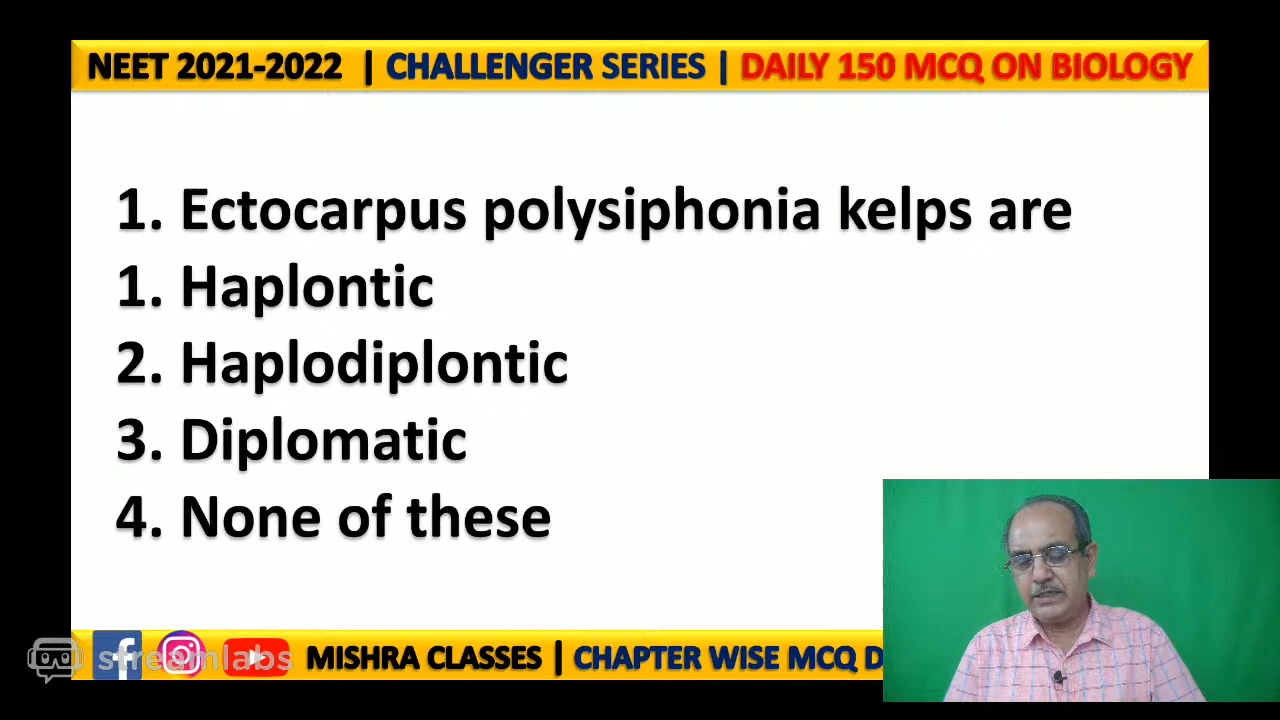 NEET 2021-2022 | CHALLENGER SERIES | DAILY 150 MCQ ON BIOLOGY
1. Ectocarpus polysiphonia kelps are
1. Haplontic
2. Haplodiplontic
3. Diplomatic
4. None of these
streamlabs
MISHRA CLASSES | CHAPTER WISE MCQ D